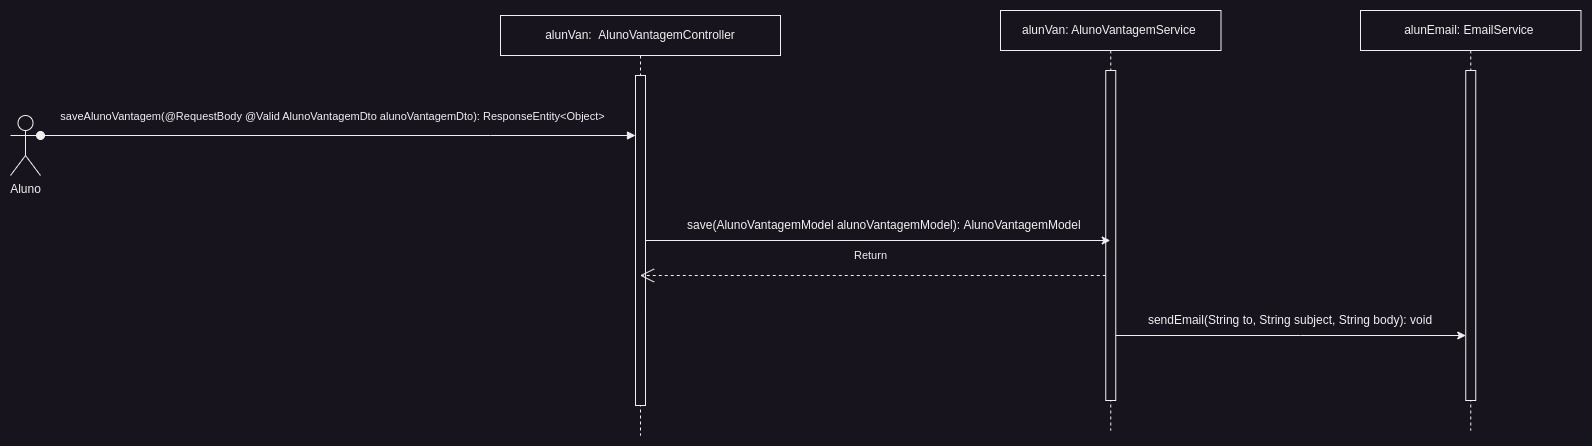 alunVan: AlunoVantagemController
alunVan: AlunoVantagemService
alunEmail: EmailService
saveAlunoVantagem(@RequestBody @Valid AlunoVantagemDto alunoVantagemDto): ResponseEntity<Object>
Aluno
save(AlunoVantagemModel alunoVantagemModel): AlunoVantagemModel
Return
sendEmail(String to, String subject, String body): void